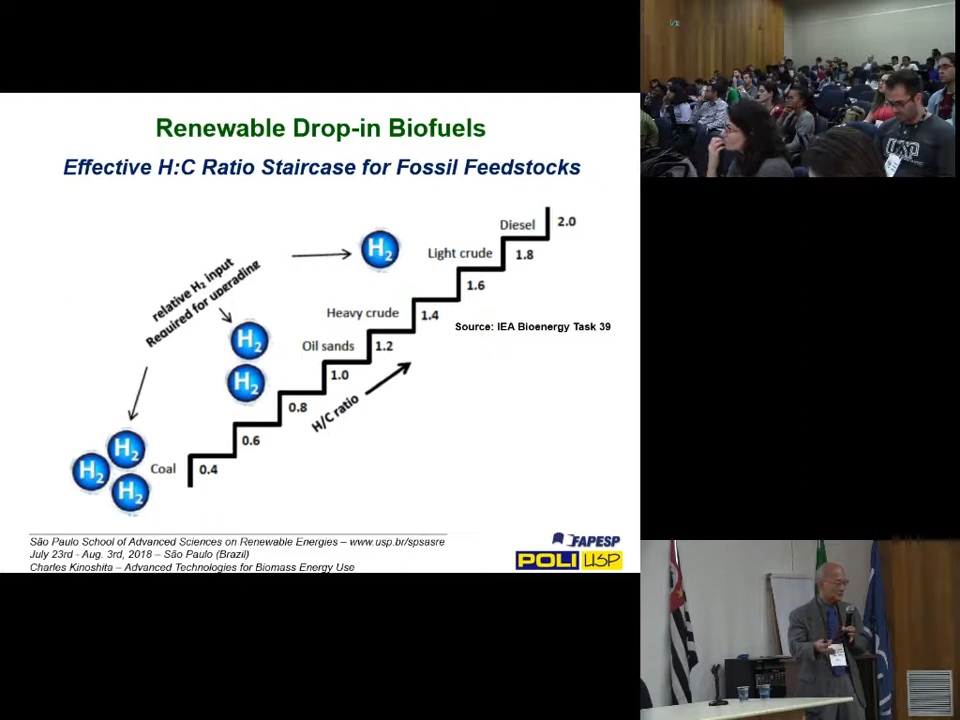 Renewable Drop-in Biofuels
Effective H:C Ratio Staircase for Fossil Feedstocks
Diesel
2.0
H2
Light crude
1.8
relative H2 input
Required for upgrading
1.6
Heavy crude
1.4
Source: IEA Bioenergy Task 39
H2
Oil sands
1.2
H2
1.0
H/C ratio
0.8
0.6
H2
H2
H2
Coal
0.4
São Paulo School of Advanced Sciences on Renewable Energies – www.usp.br/spsasre
July 23rd - Aug. 3rd, 2018 – São Paulo (Brazil)
Charles Kinoshita – Advanced Technologies for Biomass Energy Use
FAPESP
POLI USP
USP